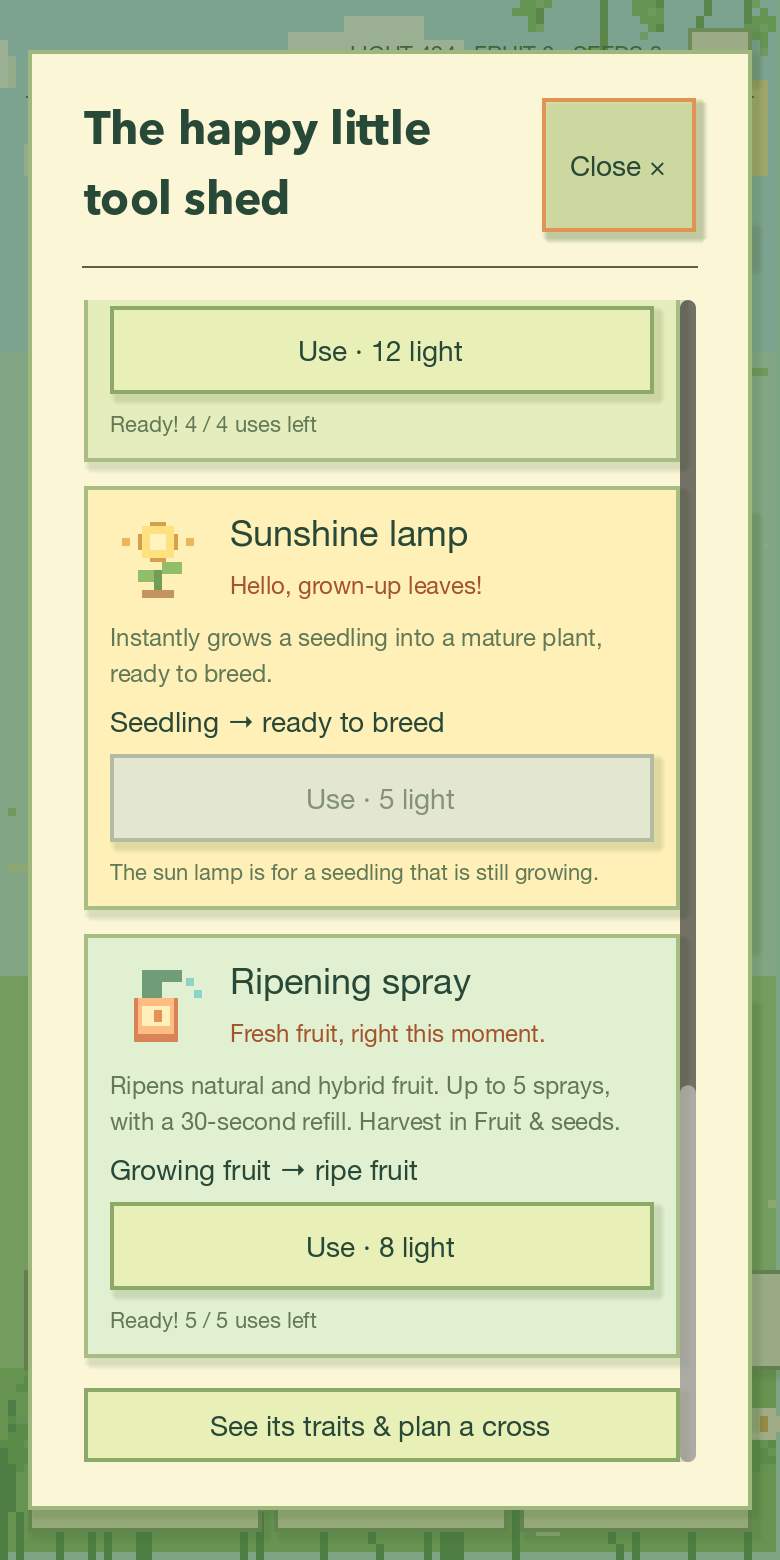 The happy little
tool shed
Close ×
Use · 12 light
Ready! 4 / 4 uses left
Sunshine lamp
Hello, grown-up leaves!
Instantly grows a seedling into a mature plant,
ready to breed.
Seedling → ready to breed
Use · 5 light
The sun lamp is for a seedling that is still growing.
Ripening spray
Fresh fruit, right this moment.
Ripens natural and hybrid fruit. Up to 5 sprays,
with a 30-second refill. Harvest in Fruit & seeds.
Growing fruit → ripe fruit
Use · 8 light
Ready! 5 / 5 uses left
See its traits & plan a cross